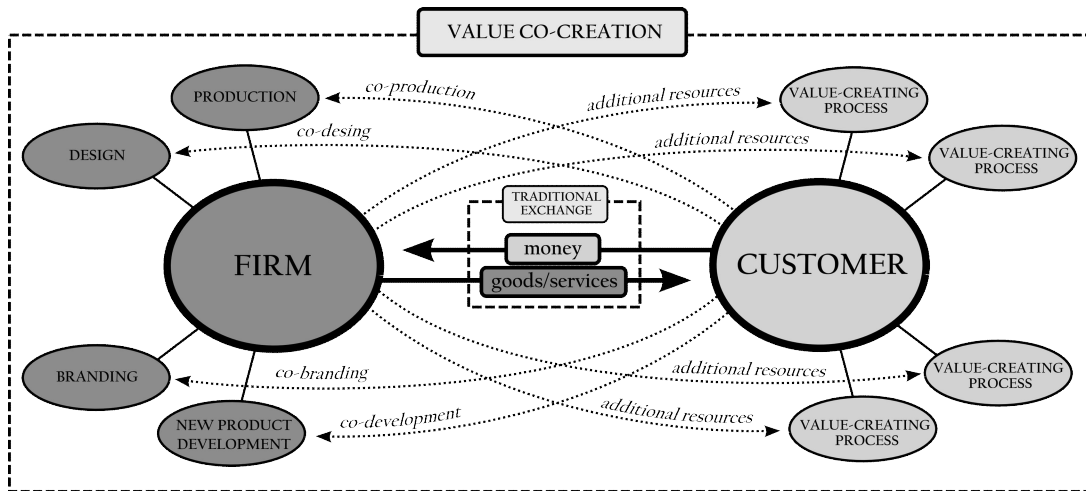 VALUE CO-CREATION
PRODUCTION
co-production
additional resources
VALUE-CREATING
PROCESS
DESIGN
co-desing
additional resources
VALUE-CREATING
PROCESS
TRADITIONAL
EXCHANGE
FIRM
money
goods/services
CUSTOMER
BRANDING
co-branding
additional resources
VALUE-CREATING
PROCESS
NEW PRODUCT
DEVELOPMENT
co-development
additional resources
VALUE-CREATING
PROCESS